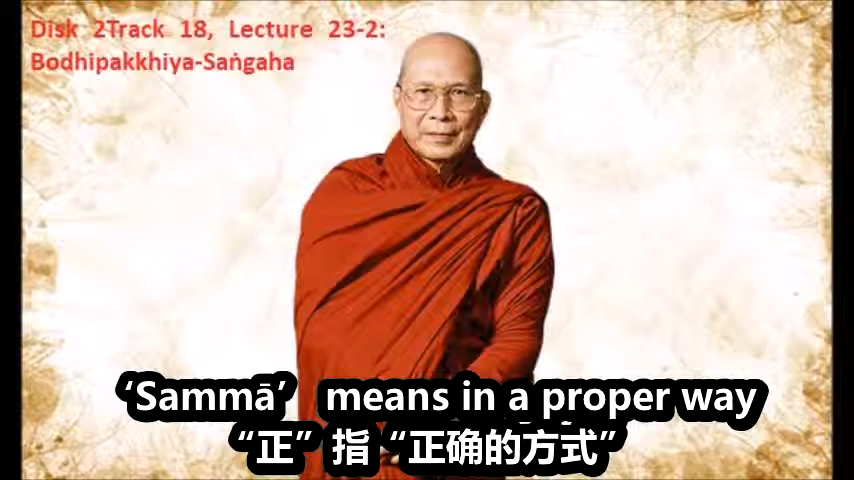 Disk 2Track 18, Lecture 23-2:
Bodhipakkhiya-Saṅgaha
‘Sammā’ means in a proper way
“正”指“正确的方式”